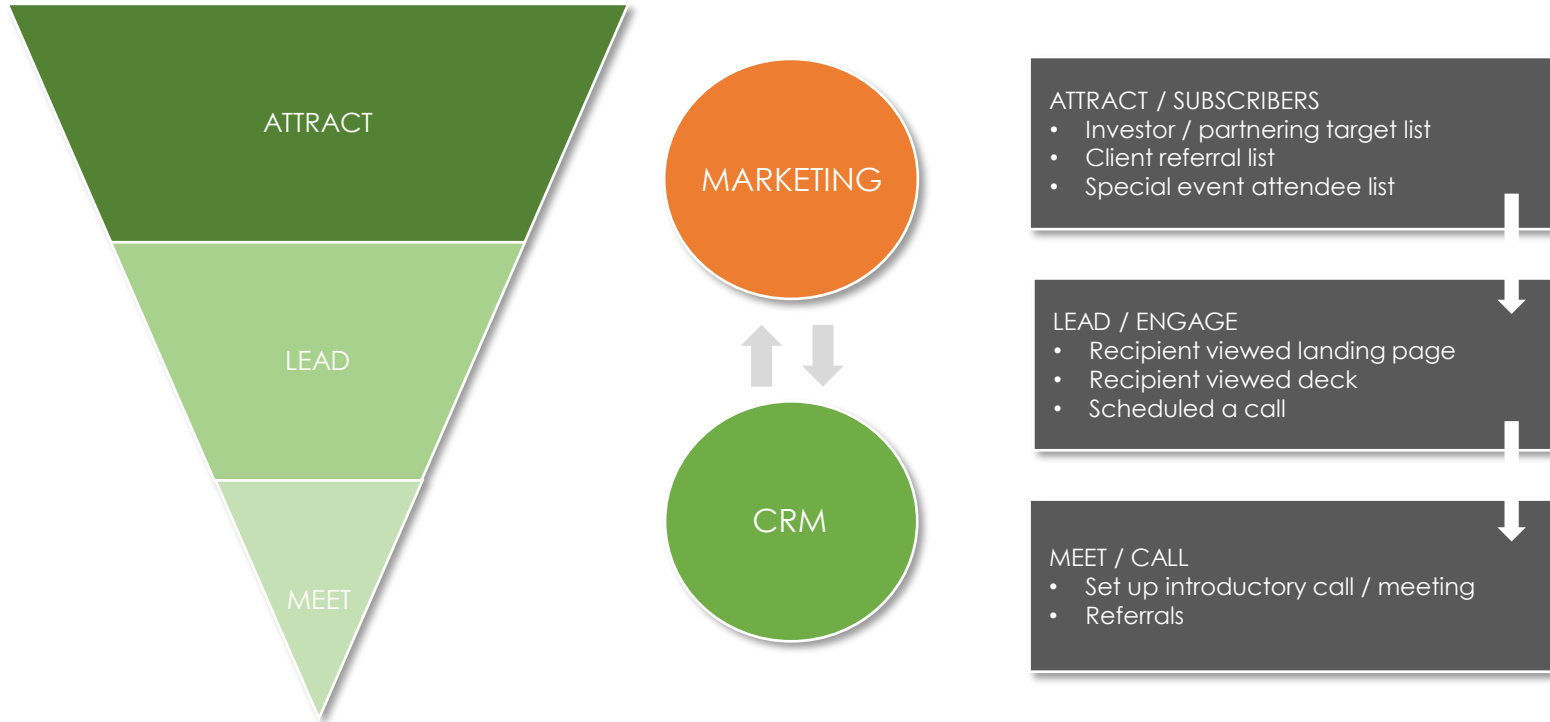 ATTRACT
LEAD
MEET
MARKETING
CRM
ATTRACT / SUBSCRIBERS
• Investor / partnering target list
• Client referral list
• Special event attendee list
LEAD / ENGAGE
• Recipient viewed landing page
• Recipient viewed deck
• Scheduled a call
MEET / CALL
• Set up introductory call / meeting
• Referrals